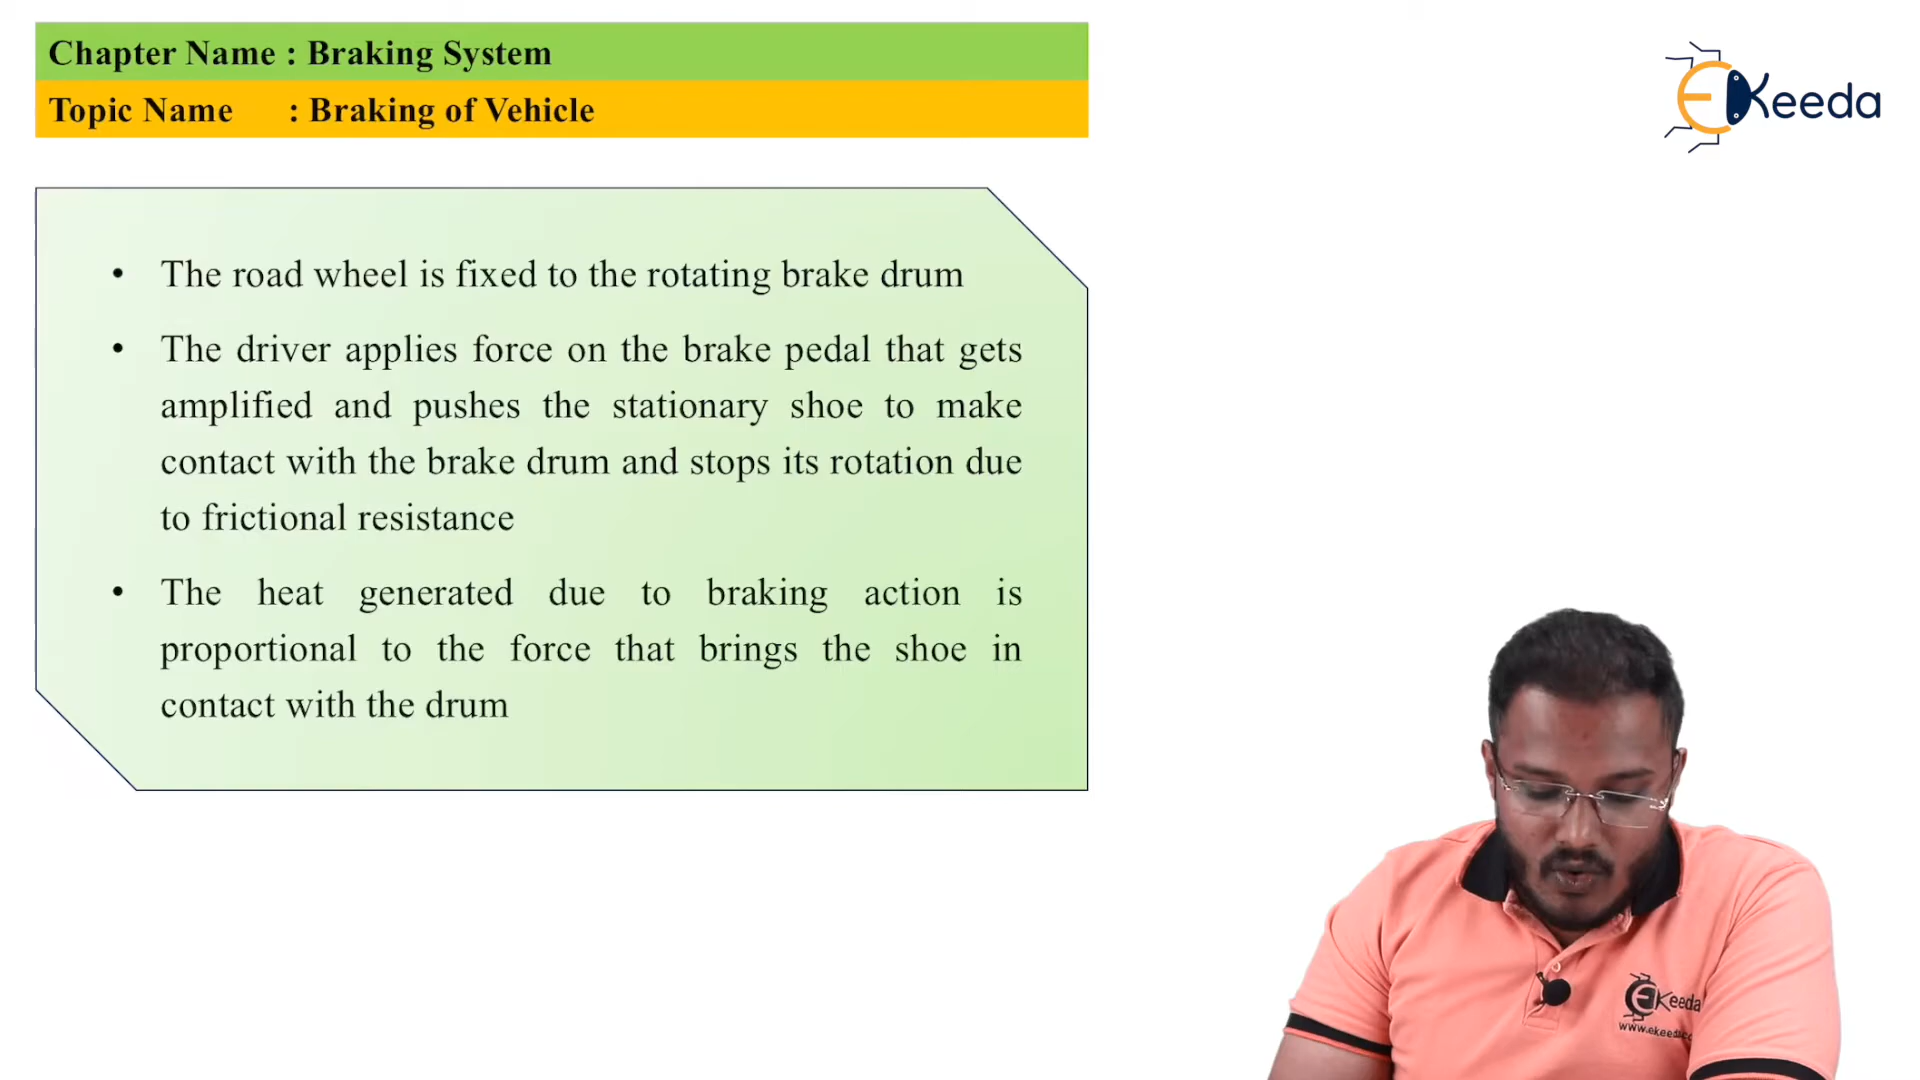 Chapter Name : Braking System
Topic Name : Braking of Vehicle
EKeeda
• The road wheel is fixed to the rotating brake drum
• The driver applies force on the brake pedal that gets
amplified and pushes the stationary shoe to make
contact with the brake drum and stops its rotation due
to frictional resistance
• The heat generated due to braking action is
proportional to the force that brings the shoe in
contact with the drum
EKeeda